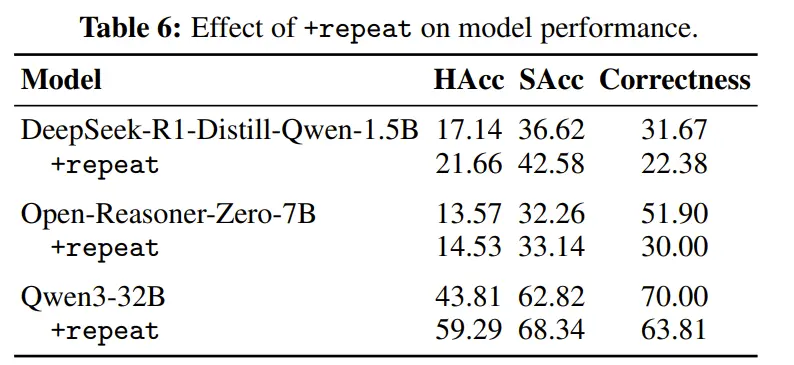 Table 6: Effect of +repeat on model performance.
Model HAcc SAcc Correctness
DeepSeek-R1-Distill-Qwen-1.5B 17.14 36.62 31.67
+repeat 21.66 42.58 22.38
Open-Reasoner-Zero-7B 13.57 32.26 51.90
+repeat 14.53 33.14 30.00
Qwen3-32B 43.81 62.82 70.00
+repeat 59.29 68.34 63.81